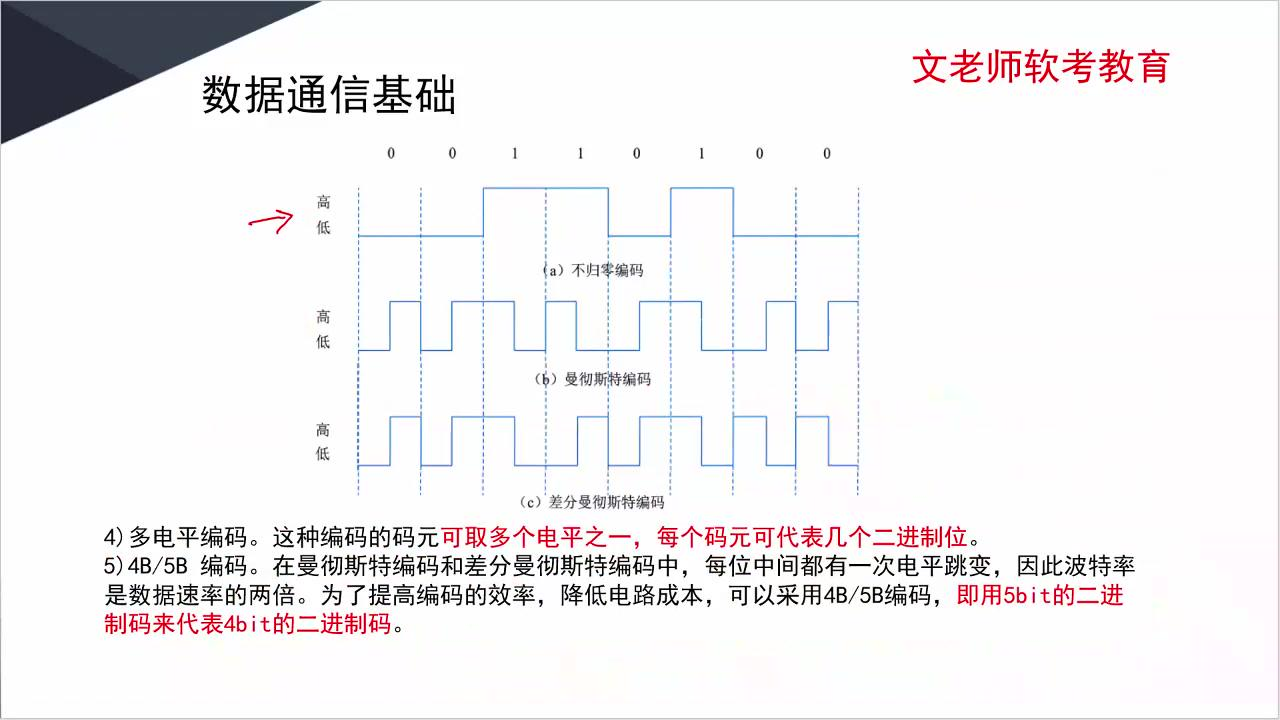 文老师软考教育
数据通信基础
0 0 1 1 0 1 0 0
高
低
（a）不归零编码
高
低
（b）曼彻斯特编码
高
低
（c）差分曼彻斯特编码
4)多电平编码。这种编码的码元可取多个电平之一，每个码元可代表几个二进制位。
5)4B/5B 编码。在曼彻斯特编码和差分曼彻斯特编码中，每位中间都有一次电平跳变，因此波特率
是数据速率的两倍。为了提高编码的效率，降低电路成本，可以采用4B/5B编码，即用5bit的二进
制码来代表4bit的二进制码。